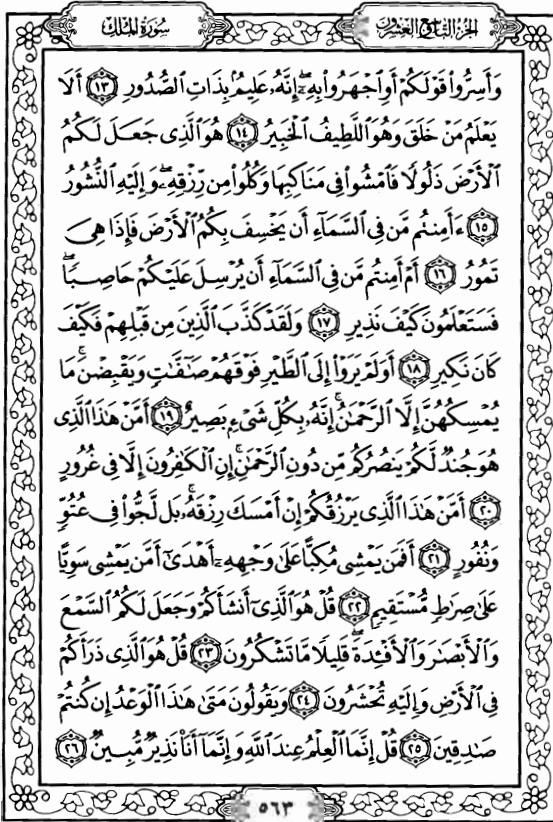 الجزء التاسع والعشرون
سورة الملك
وَأَسِرُّوا۟ قَوْلَكُمْ أَوِ ٱجْهَرُوا۟ بِهِۦٓ إِنَّهُۥ عَلِيمٌۢ بِذَاتِ ٱلصُّدُورِ ١٣ أَلَا
يَعْلَمُ مَنْ خَلَقَ وَهُوَ ٱللَّطِيفُ ٱلْخَبِيرُ ١٤ هُوَ ٱلَّذِى جَعَلَ لَكُمُ
ٱلْأَرْضَ ذَلُولًا فَٱمْشُوا۟ فِى مَنَاكِبِهَا وَكُلُوا۟ مِن رِّزْقِهِۦ وَإِلَيْهِ ٱلنُّشُورُ
١٥ ءَأَمِنتُم مَّن فِى ٱلسَّمَآءِ أَن يَخْسِفَ بِكُمُ ٱلْأَرْضَ فَإِذَا هِىَ
تَمُورُ ١٦ أَمْ أَمِنتُم مَّن فِى ٱلسَّمَآءِ أَن يُرْسِلَ عَلَيْكُمْ حَاصِبًا ۖ
فَسَتَعْلَمُونَ كَيْفَ نَذِيرِ ١٧ وَلَقَدْ كَذَّبَ ٱلَّذِينَ مِن قَبْلِهِمْ فَكَيْفَ
كَانَ نَكِيرِ ١٨ أَوَلَمْ يَرَوْا۟ إِلَى ٱلطَّيْرِ فَوْقَهُمْ صَٰٓفَّٰتٍ وَيَقْبِضْنَ ۚ مَا
يُمْسِكُهُنَّ إِلَّا ٱلرَّحْمَٰنُ ۚ إِنَّهُۥ بِكُلِّ شَىْءٍۭ بَصِيرٌ ١٩ أَمَّنْ هَٰذَا ٱلَّذِى
هُوَ جُندٌ لَّكُمْ يَنصُرُكُم مِّن دُونِ ٱلرَّحْمَٰنِ ۚ إِنِ ٱلْكَٰفِرُونَ إِلَّا فِى غُرُورٍ
٢٠ أَمَّنْ هَٰذَا ٱلَّذِى يَرْزُقُكُمْ إِنْ أَمْسَكَ رِزْقَهُۥ ۚ بَل لَّجُّوا۟ فِى عُتُوٍّ
وَنُفُورٍ ٢١ أَفَمَن يَمْشِى مُكِبًّا عَلَىٰ وَجْهِهِۦٓ أَهْدَىٰٓ أَمَّن يَمْشِى سَوِيًّا
عَلَىٰ صِرَٰطٍ مُّسْتَقِيمٍ ٢٢ قُلْ هُوَ ٱلَّذِىٓ أَنشَأَكُمْ وَجَعَلَ لَكُمُ ٱلسَّمْعَ
وَٱلْأَبْصَٰرَ وَٱلْأَفْـِٔدَةَ ۖ قَلِيلًا مَّا تَشْكُرُونَ ٢٣ قُلْ هُوَ ٱلَّذِى ذَرَأَكُمْ
فِى ٱلْأَرْضِ وَإِلَيْهِ تُحْشَرُونَ ٢٤ وَيَقُولُونَ مَتَىٰ هَٰذَا ٱلْوَعْدُ إِن كُنتُمْ
صَٰدِقِينَ ٢٥ قُلْ إِنَّمَا ٱلْعِلْمُ عِندَ ٱللَّهِ وَإِنَّمَآ أَنَا۠ نَذِيرٌ مُّبِينٌ ٢٦
٥٦٣